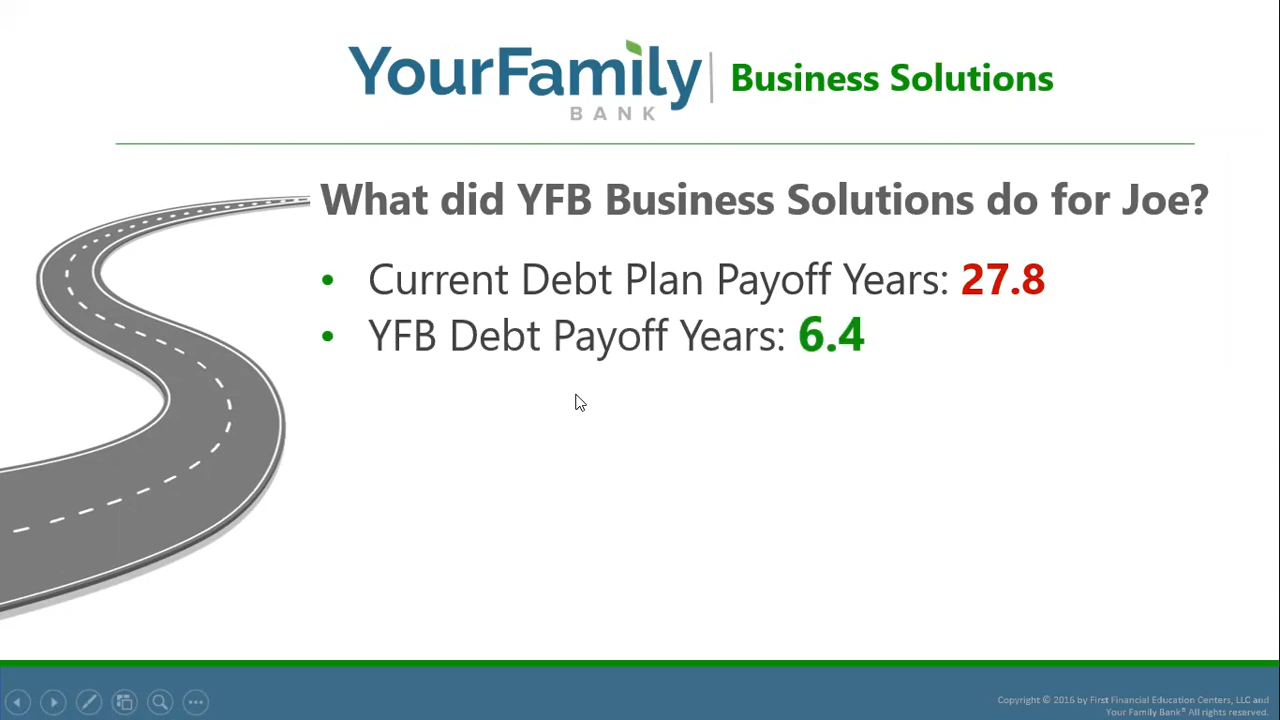 YourFamily
BANK
Business Solutions
What did YFB Business Solutions do for Joe?
• Current Debt Plan Payoff Years: 27.8
• YFB Debt Payoff Years: 6.4
Copyright © 2016 by First Financial Education Centers, LLC and
Your Family Bank® All rights reserved.